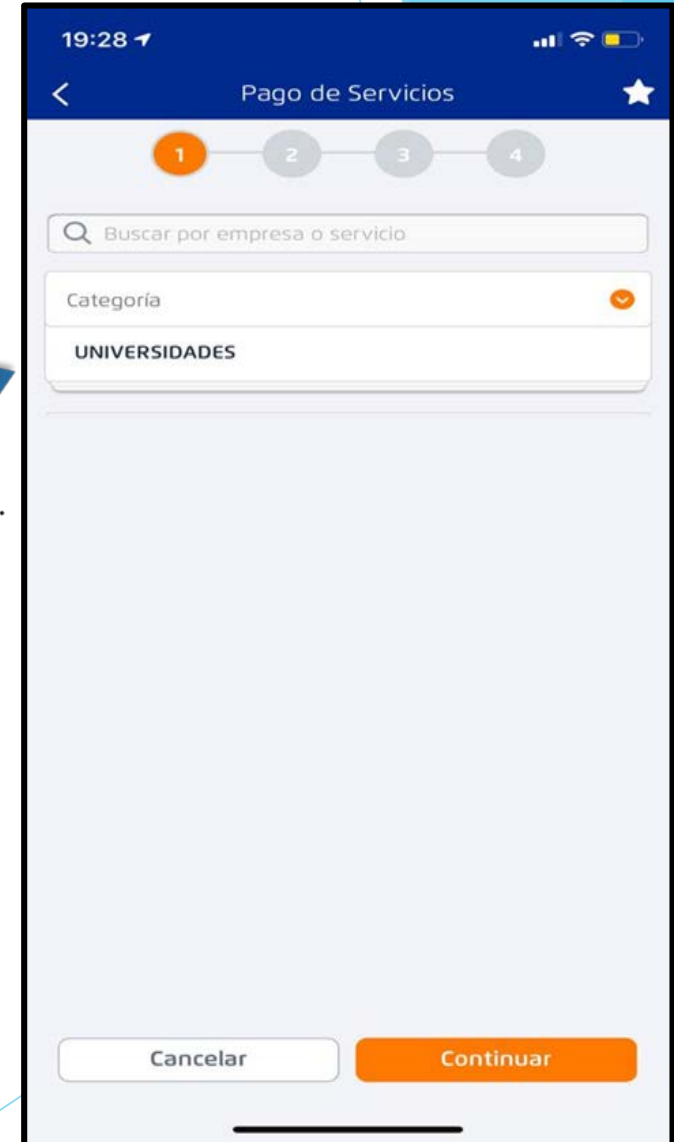 19:28
Pago de Servicios
1 2 3 4
Buscar por empresa o servicio
Categoría
UNIVERSIDADES
.
Cancelar Continuar